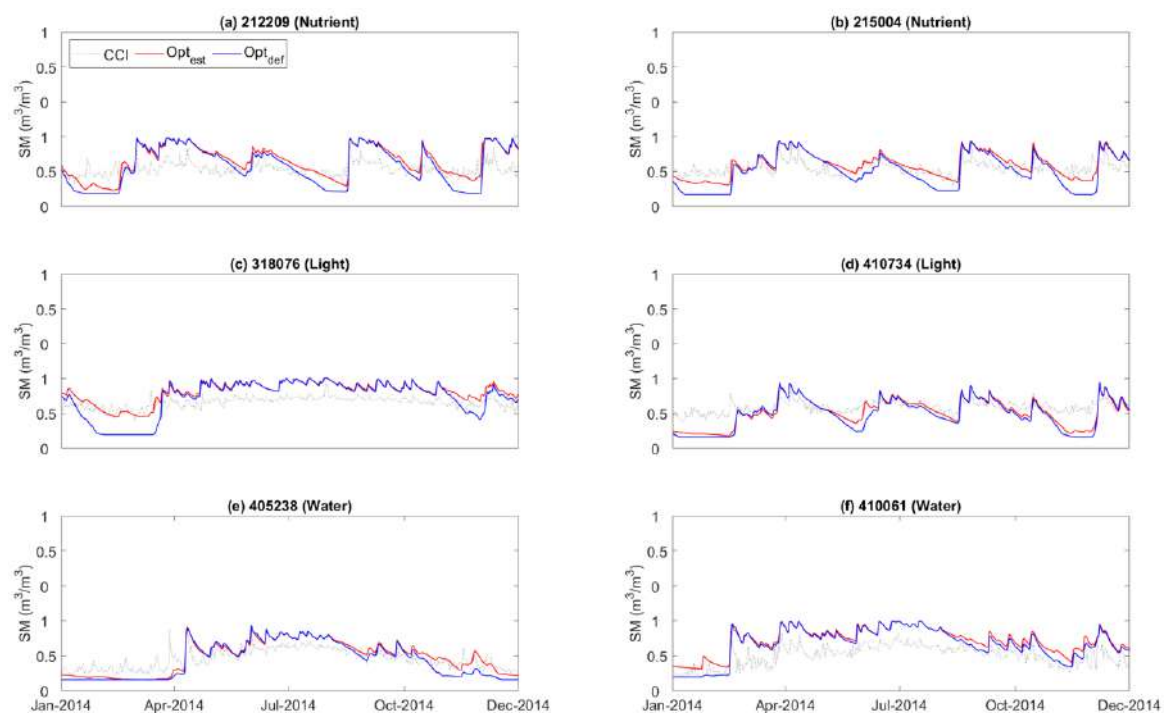 (a) 212209 (Nutrient)
1
0.5
0
1
0.5
0
SM (m³/m³)
CCI Opt_est Opt_def
(b) 215004 (Nutrient)
1
0.5
0
1
0.5
0
SM (m³/m³)
(c) 318076 (Light)
1
0.5
0
1
0.5
0
SM (m³/m³)
(d) 410734 (Light)
1
0.5
0
1
0.5
0
SM (m³/m³)
(e) 405238 (Water)
1
0.5
0
1
0.5
0
SM (m³/m³)
Jan-2014 Apr-2014 Jul-2014 Oct-2014 Dec-2014
(f) 410061 (Water)
1
0.5
0
1
0.5
0
SM (m³/m³)
Jan-2014 Apr-2014 Jul-2014 Oct-2014 Dec-2014